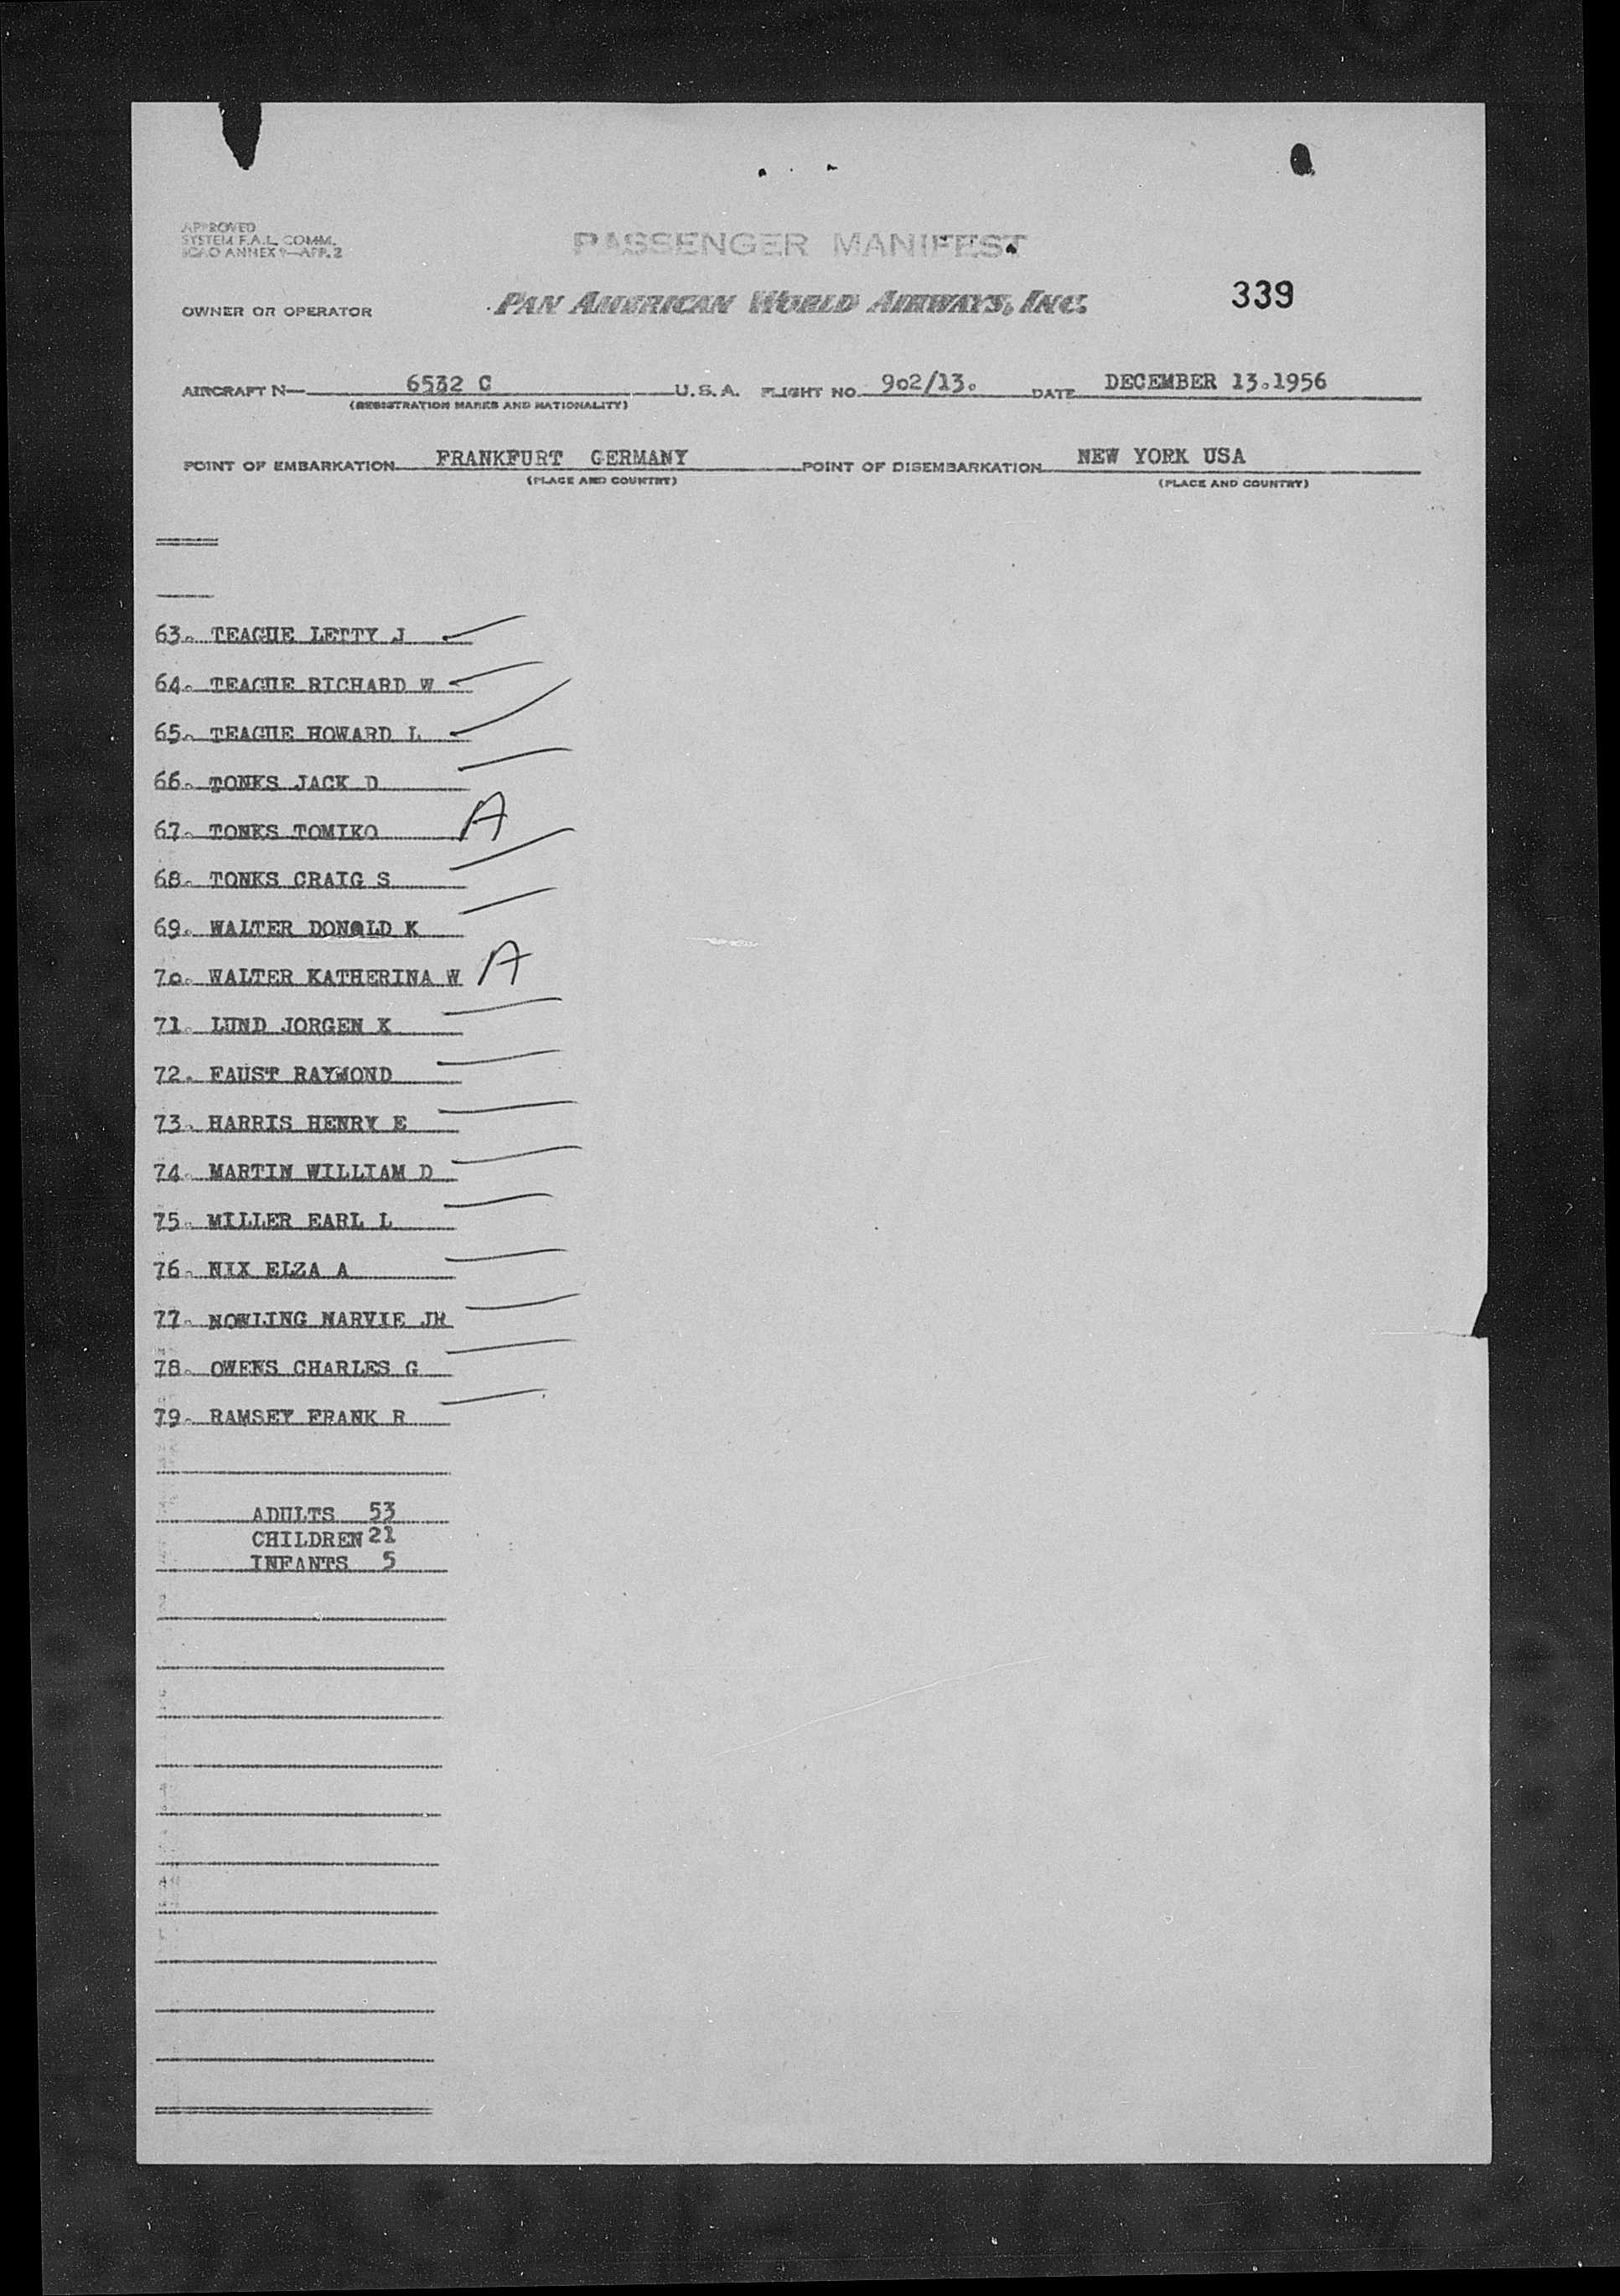 APPROVED
SYSTEM F.A.L. COMM.
ICAO ANNEX 9—APP. 2
PASSENGER MANIFEST
OWNER OR OPERATOR PAN AMERICAN WORLD AIRWAYS, INC. 339
AIRCRAFT N— 6532 C U.S.A. FLIGHT NO. 902/13. DATE DECEMBER 13.1956
(REGISTRATION MARKS AND NATIONALITY)
POINT OF EMBARKATION FRANKFURT GERMANY POINT OF DISEMBARKATION NEW YORK USA
(PLACE AND COUNTRY) (PLACE AND COUNTRY)
63. TEAGUE LETTY J
64. TEAGUE RICHARD W
65. TEAGUE HOWARD L
66. TONKS JACK D
67. TONKS TOMIKO A
68. TONKS CRAIG S
69. WALTER DONALD K
70. WALTER KATHERINA W A
71. LUND JORGEN K
72. FAUST RAYMOND
73. HARRIS HENRY E
74. MARTIN WILLIAM D
75. MILLER EARL L
76. NIX ELZA A
77. NOWLING NARVIE JR
78. OWENS CHARLES G
79. RAMSEY FRANK R
ADULTS 53
CHILDREN 21
INFANTS 5